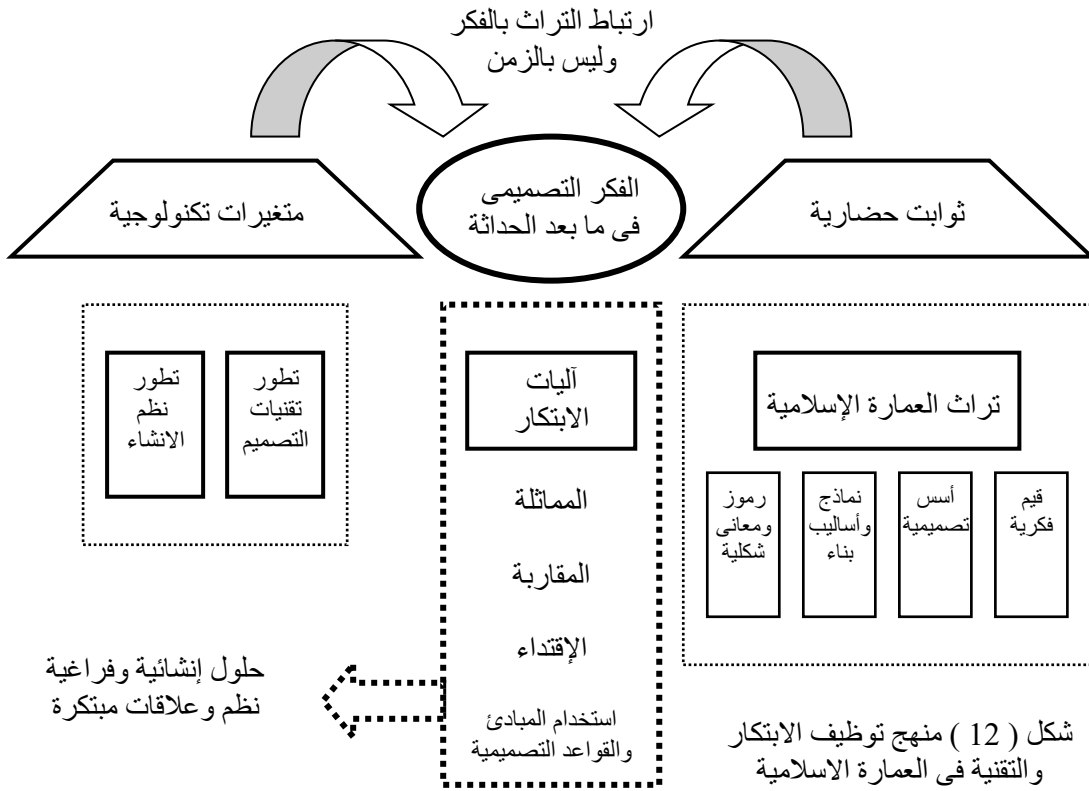 ارتباط التراث بالفكر
وليس بالزمن
ثوابت حضارية
الفكر التصميمى
فى ما بعد الحداثة
متغيرات تكنولوجية
تراث العمارة الإسلامية
قيم
فكرية
أسس
تصميمية
نماذج
وأساليب
بناء
رموز
ومعانى
شكلية
آليات
الابتكار
المماثلة
المقاربة
الإقتداء
استخدام المبادئ
والقواعد التصميمية
تطور
تقنيات
التصميم
تطور
نظم
الانشاء
حلول إنشائية وفراغية
نظم وعلاقات مبتكرة
شكل ( 12 ) منهج توظيف الابتكار
والتقنية فى العمارة الاسلامية